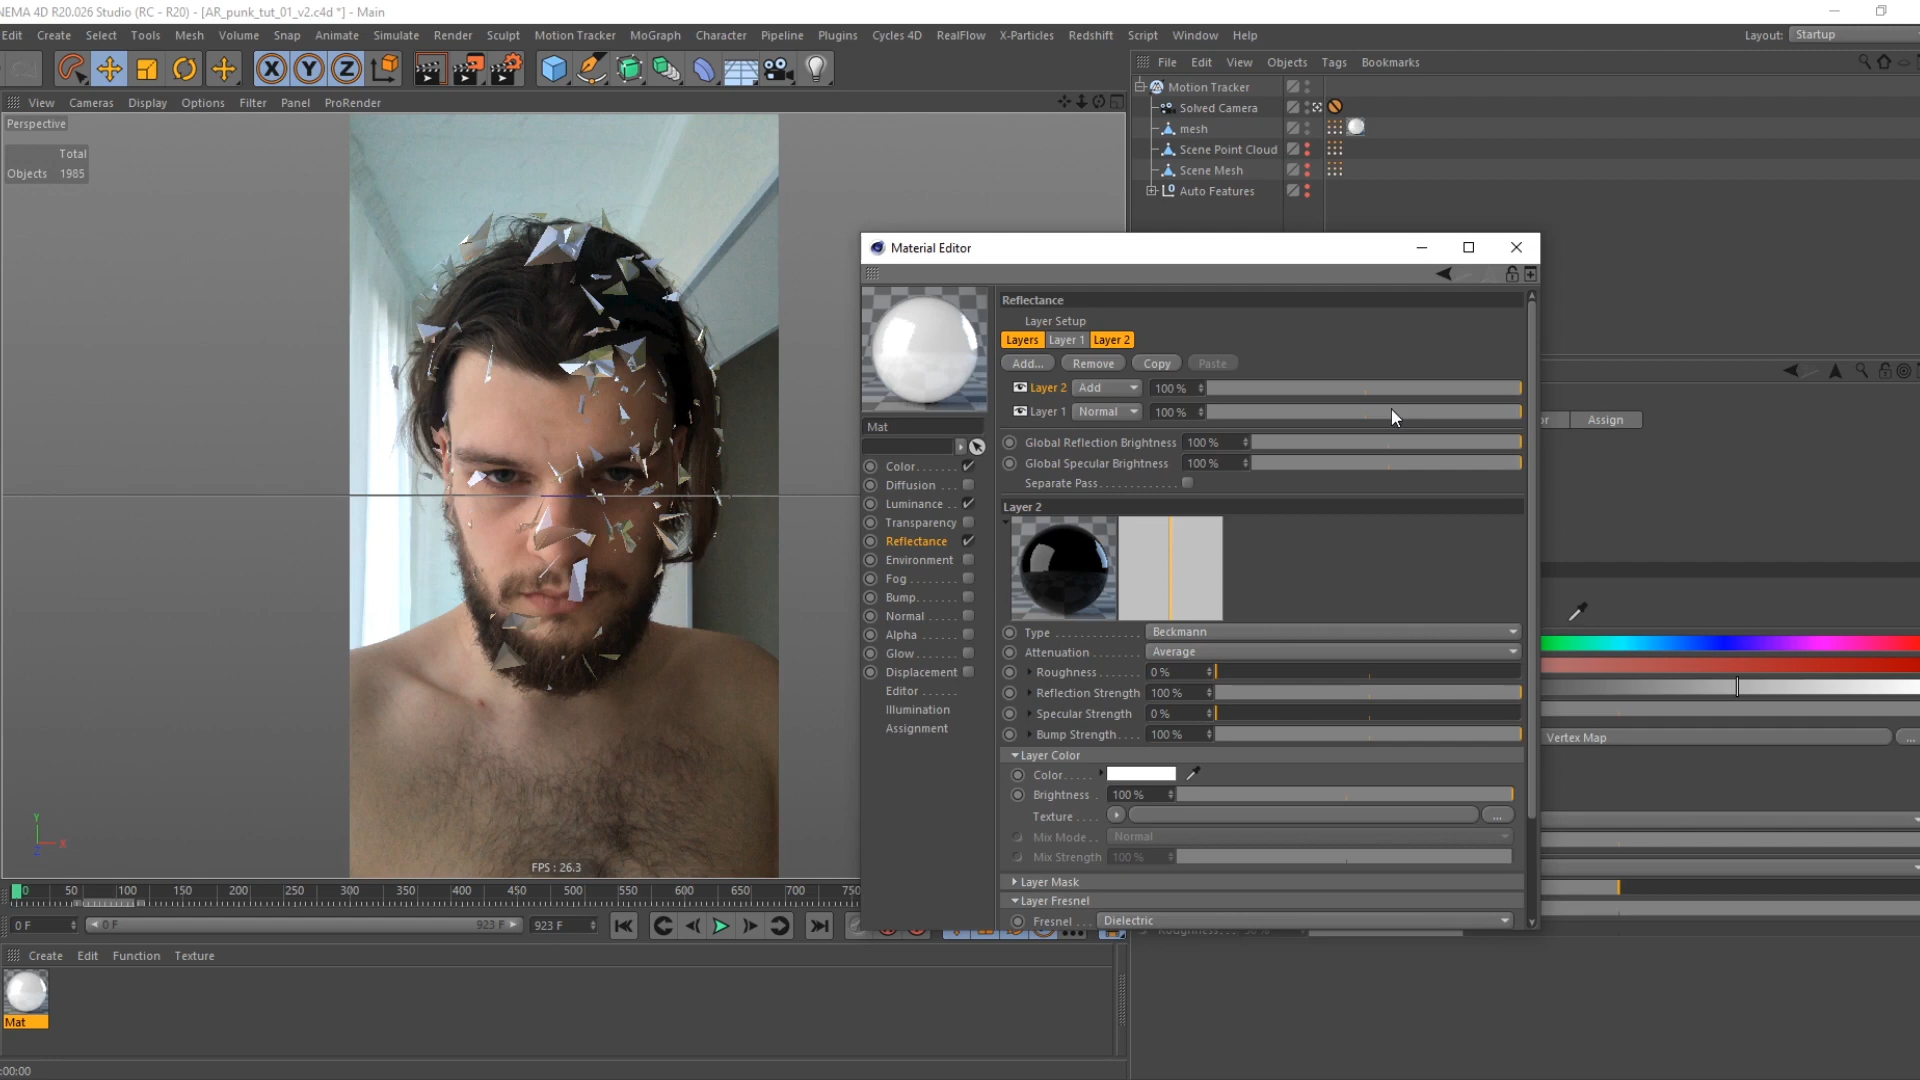 NEMA 4D R20.026 Studio (RC - R20) - [AR_punk_tut_01_v2.c4d *] - Main
Edit Create Select Tools Mesh Volume Snap Animate Simulate Render Sculpt Motion Tracker MoGraph Character Pipeline Plugins Cycles 4D RealFlow X-Particles Redshift Script Window Help Layout: Startup
X Y Z
File Edit View Objects Tags Bookmarks
View Cameras Display Options Filter Panel ProRender
Perspective
Total
Objects 1985
Motion Tracker
Solved Camera
mesh
Scene Point Cloud
Scene Mesh
Auto Features
Material Editor
Reflectance
Layer Setup
Layers Layer 1 Layer 2
Add... Remove Copy Paste
Layer 2 Add 100 %
Layer 1 Normal 100 %
or Assign
Mat
Global Reflection Brightness 100 %
Global Specular Brightness 100 %
Separate Pass
Color
Diffusion
Luminance
Transparency
Reflectance
Environment
Fog
Bump
Normal
Alpha
Glow
Displacement
Editor
Illumination
Assignment
Layer 2
Type Beckmann
Attenuation Average
Roughness 0 %
Reflection Strength 100 %
Specular Strength 0 %
Bump Strength 100 %
Layer Color
Color
Brightness 100 %
Texture ...
Mix Mode Normal
Mix Strength 100 %
Layer Mask
Layer Fresnel
Fresnel Dielectric
Vertex Map ...
Y
X
Z
FPS : 26.3
0 50 100 150 200 250 300 350 400 450 500 550 600 650 700 750
0 F 0 F 923 F 923 F
Create Edit Function Texture
Mat
:00:00